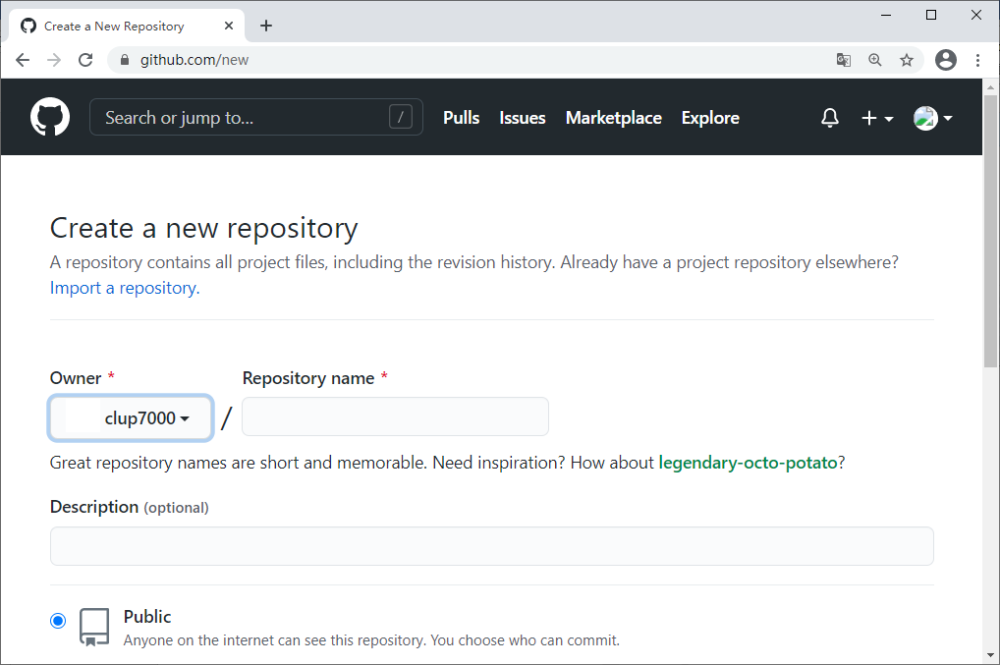 Create a New Repository
github.com/new
Search or jump to... /
Pulls Issues Marketplace Explore
Create a new repository
A repository contains all project files, including the revision history. Already have a project repository elsewhere?
Import a repository.
Owner * Repository name *
clup7000 /
Great repository names are short and memorable. Need inspiration? How about legendary-octo-potato?
Description (optional)
Public
Anyone on the internet can see this repository. You choose who can commit.